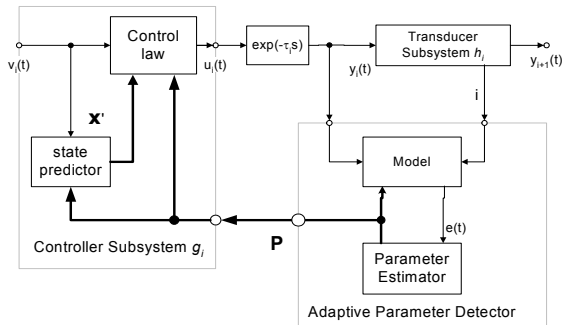 Control
law
exp(-τᵢs)
Transducer
Subsystem hᵢ
vᵢ(t)
uᵢ(t)
yᵢ(t)
yᵢ₊₁(t)
i
X'
state
predictor
Model
P
e(t)
Controller Subsystem gᵢ
Parameter
Estimator
Adaptive Parameter Detector